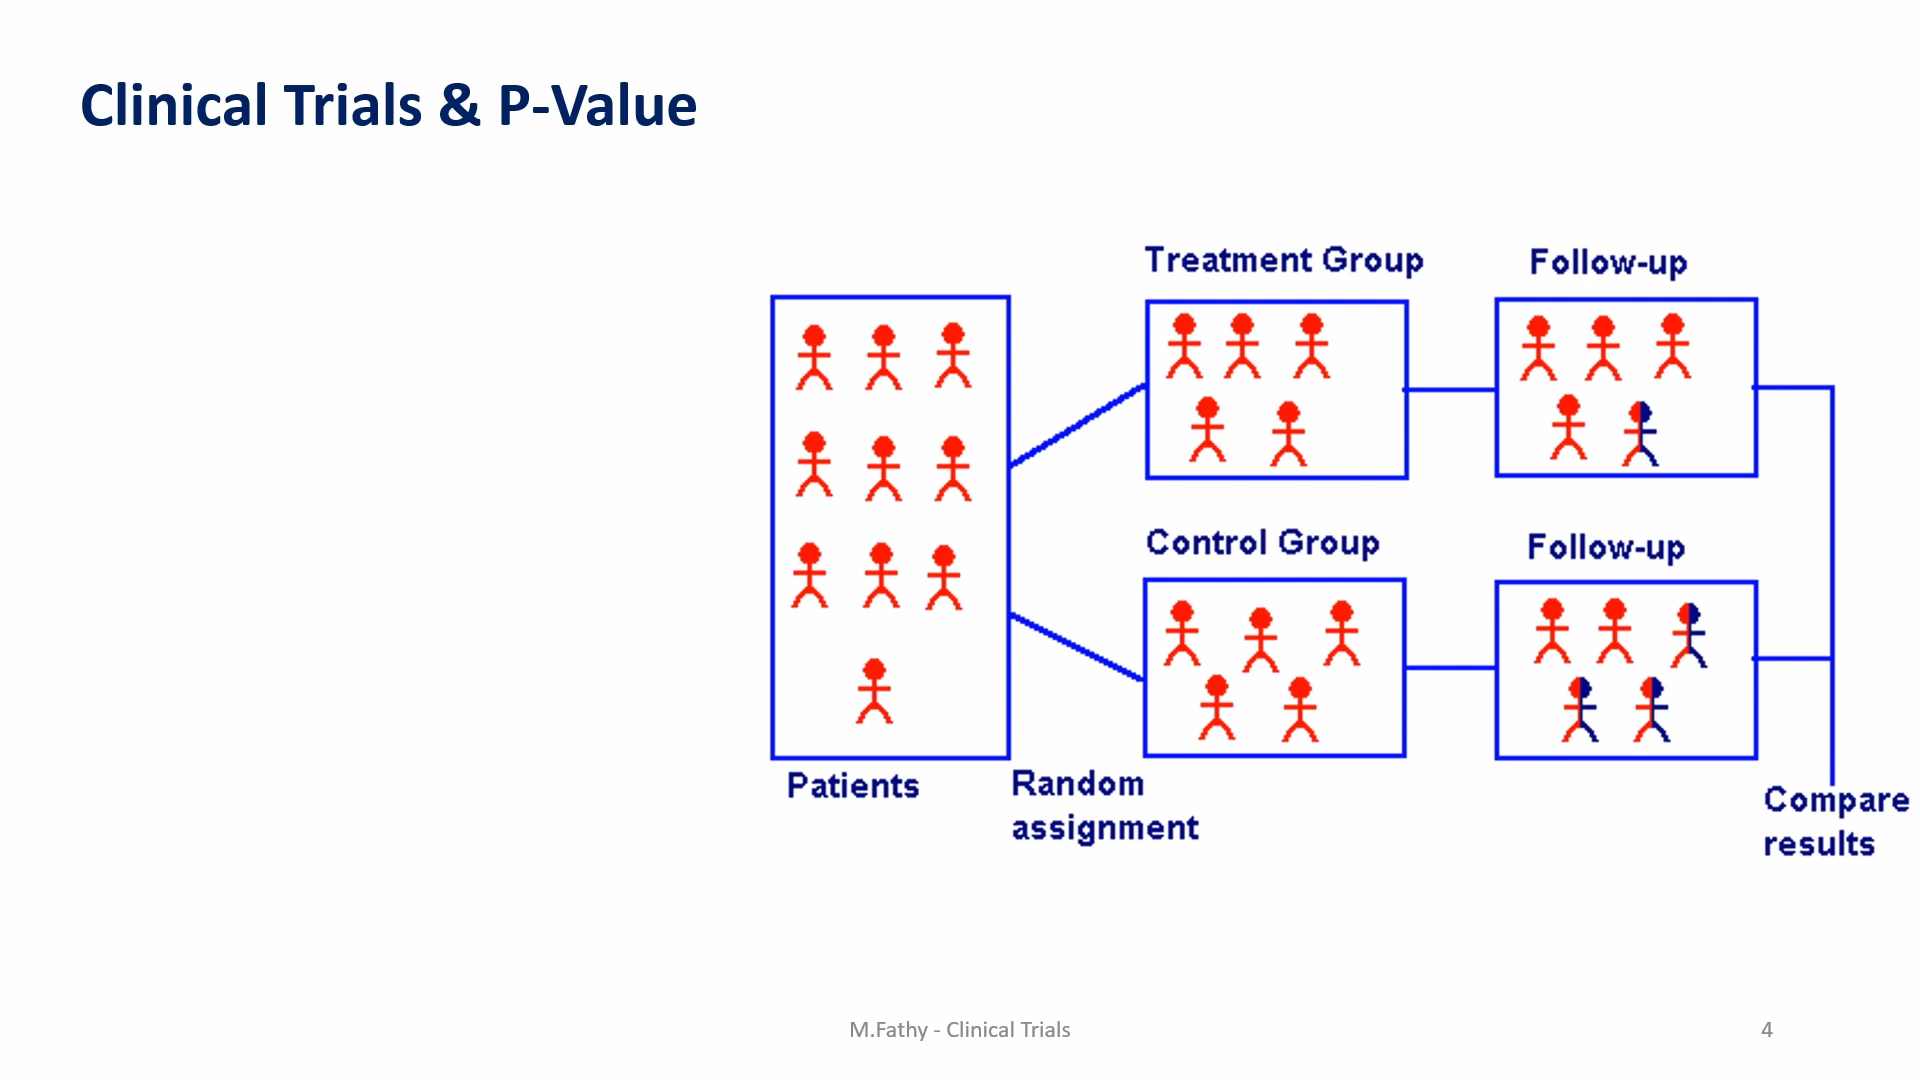 Clinical Trials & P-Value
Treatment Group
Follow-up
Control Group
Follow-up
Patients
Random
assignment
Compare
results
M.Fathy - Clinical Trials
4